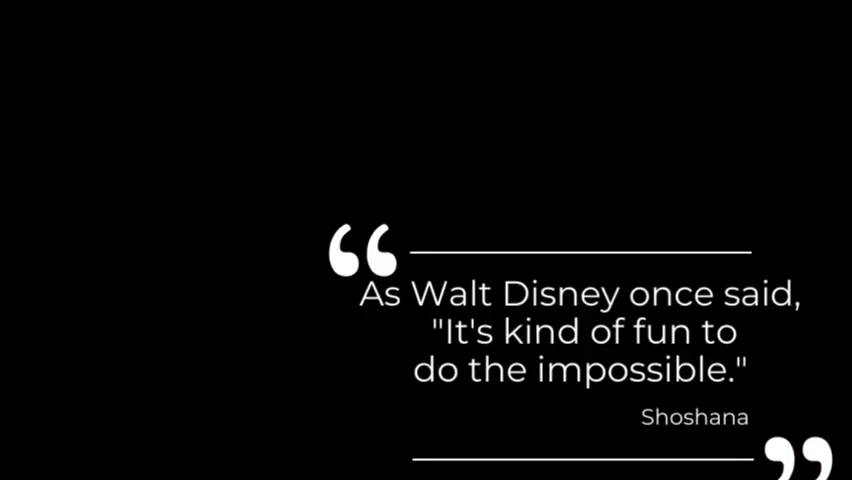 As Walt Disney once said,
"It's kind of fun to
do the impossible."
Shoshana